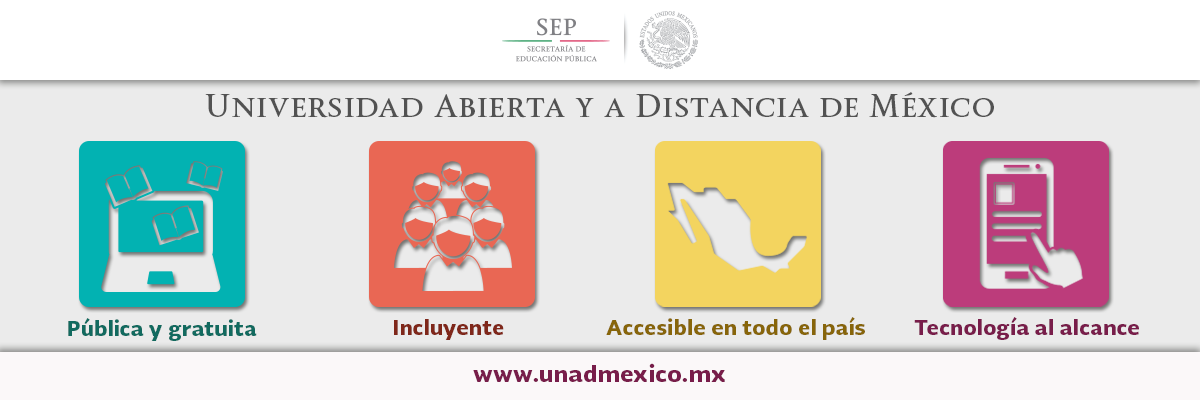 SEP
SECRETARÍA DE
EDUCACIÓN PÚBLICA
ESTADOS UNIDOS MEXICANOS
UNIVERSIDAD ABIERTA Y A DISTANCIA DE MÉXICO
Pública y gratuita
Incluyente
Accesible en todo el país
Tecnología al alcance
www.unadmexico.mx